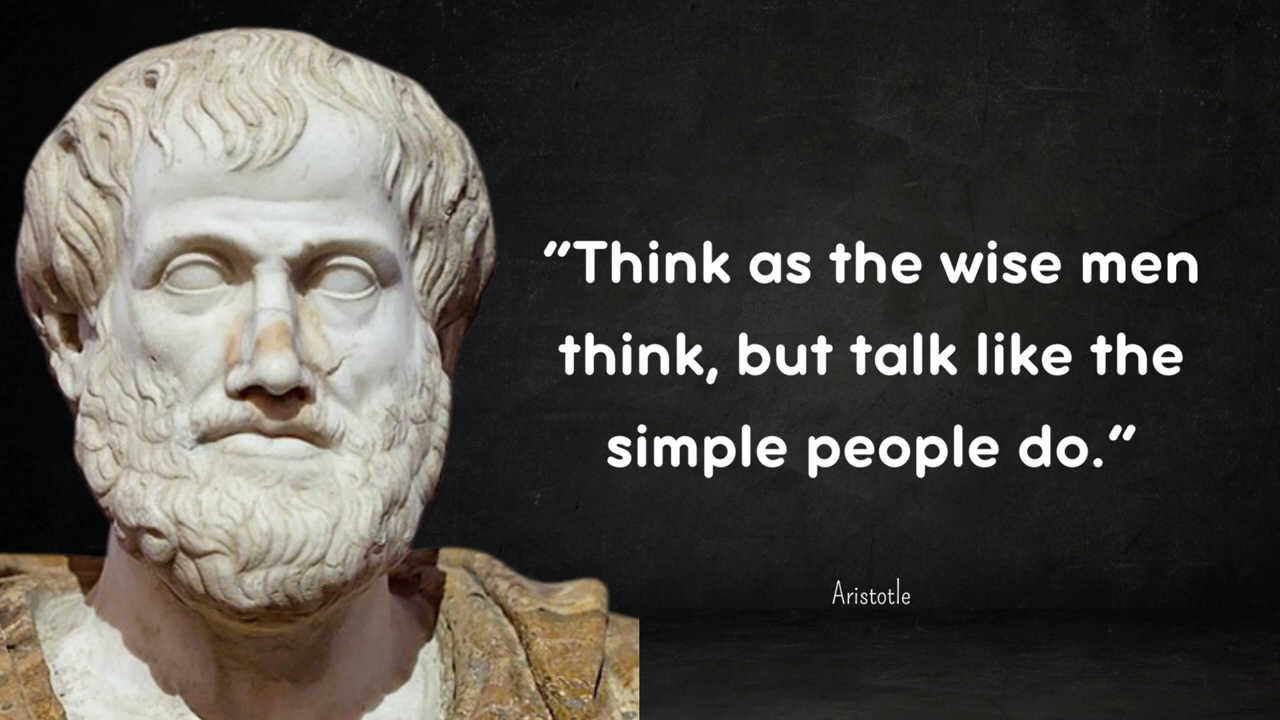 “Think as the wise men
think, but talk like the
simple people do.“
Aristotle